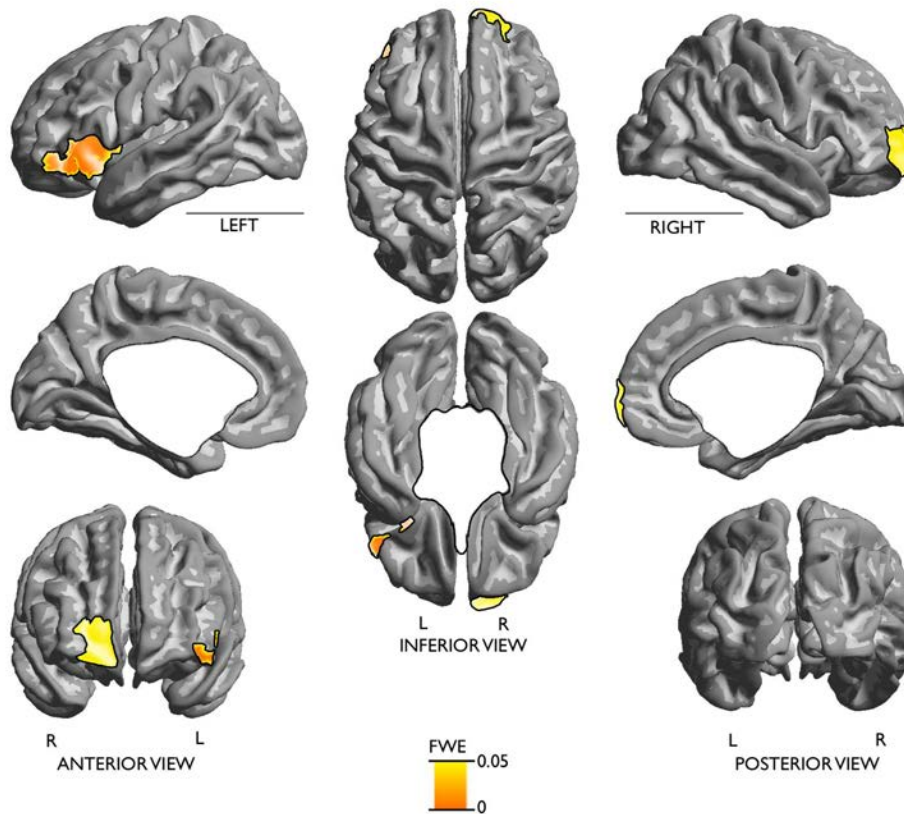 LEFT
RIGHT
L R
INFERIOR VIEW
R L
ANTERIOR VIEW
FWE
0.05
0
L R
POSTERIOR VIEW